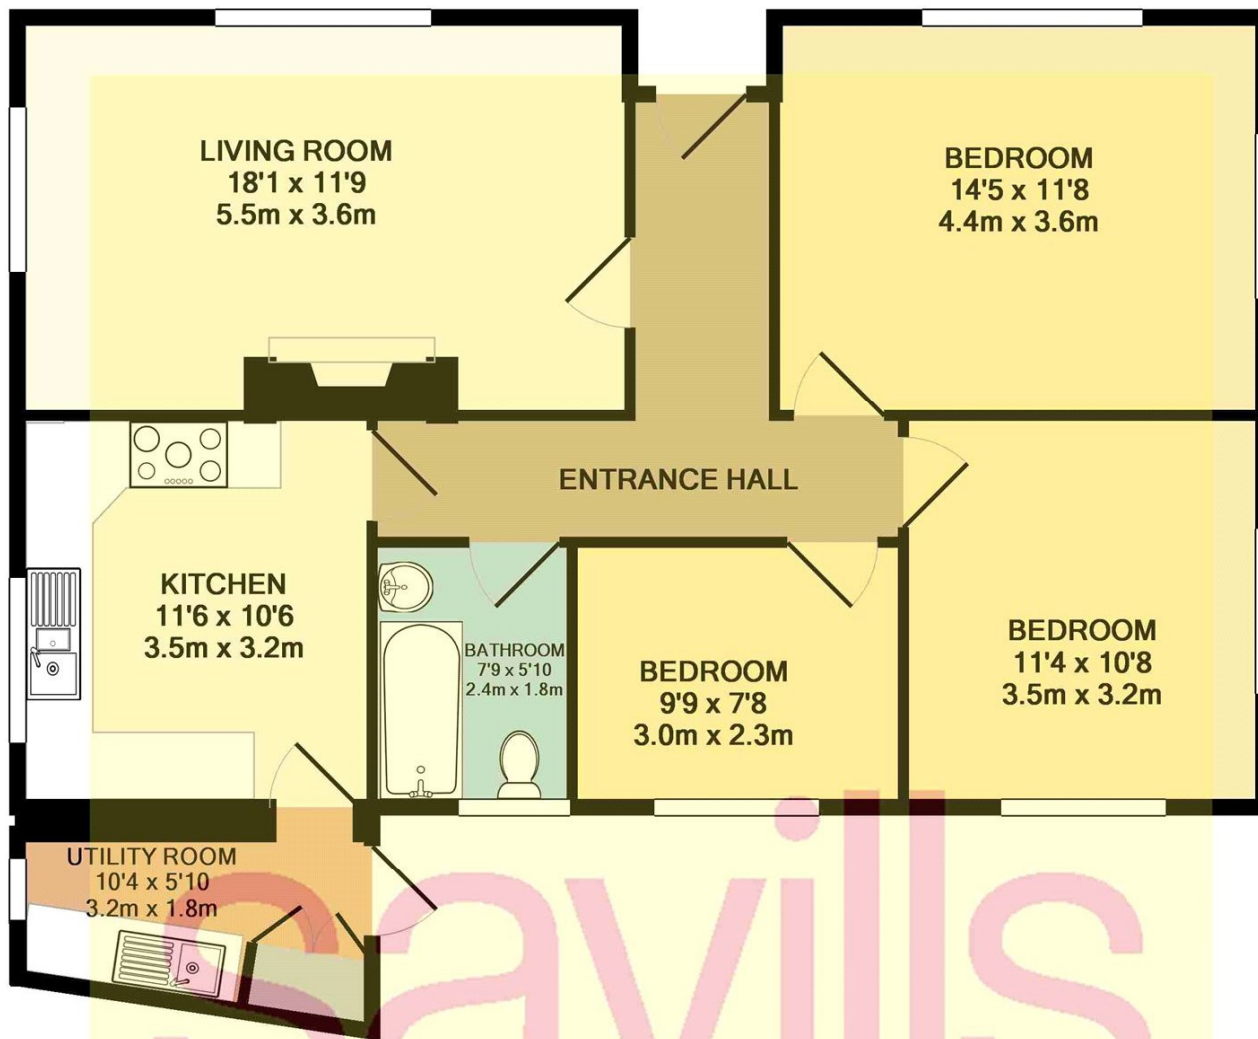 LIVING ROOM
18'1 x 11'9
5.5m x 3.6m
BEDROOM
14'5 x 11'8
4.4m x 3.6m
ENTRANCE HALL
KITCHEN
11'6 x 10'6
3.5m x 3.2m
BATHROOM
7'9 x 5'10
2.4m x 1.8m
BEDROOM
9'9 x 7'8
3.0m x 2.3m
BEDROOM
11'4 x 10'8
3.5m x 3.2m
UTILITY ROOM
10'4 x 5'10
3.2m x 1.8m
savills